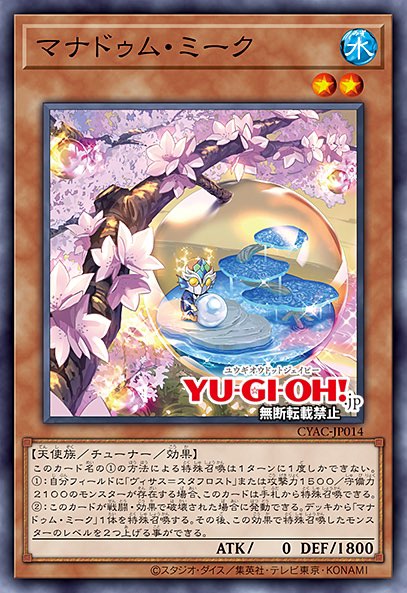 マナドゥム・ミーク
水
ユウギオウドットジェイピー
YU-GI-OH!.jp
無断転載禁止
CYAC-JP014
【天使族/チューナー/効果】
このカード名の①の方法による特殊召喚は1ターンに1度しかできない。
①:自分フィールドに「ヴィサス=スタフロスト」または攻撃力1500/守備力
2100のモンスターが存在する場合、このカードは手札から特殊召喚できる。
②:このカードが戦闘・効果で破壊された場合に発動できる。デッキから「マナ
ドゥム・ミーク」1体を特殊召喚する。その後、この効果で特殊召喚したモンス
ターのレベルを2つ上げる事ができる。
ATK/ 0 DEF/1800
©スタジオ・ダイス/集英社・テレビ東京・KONAMI